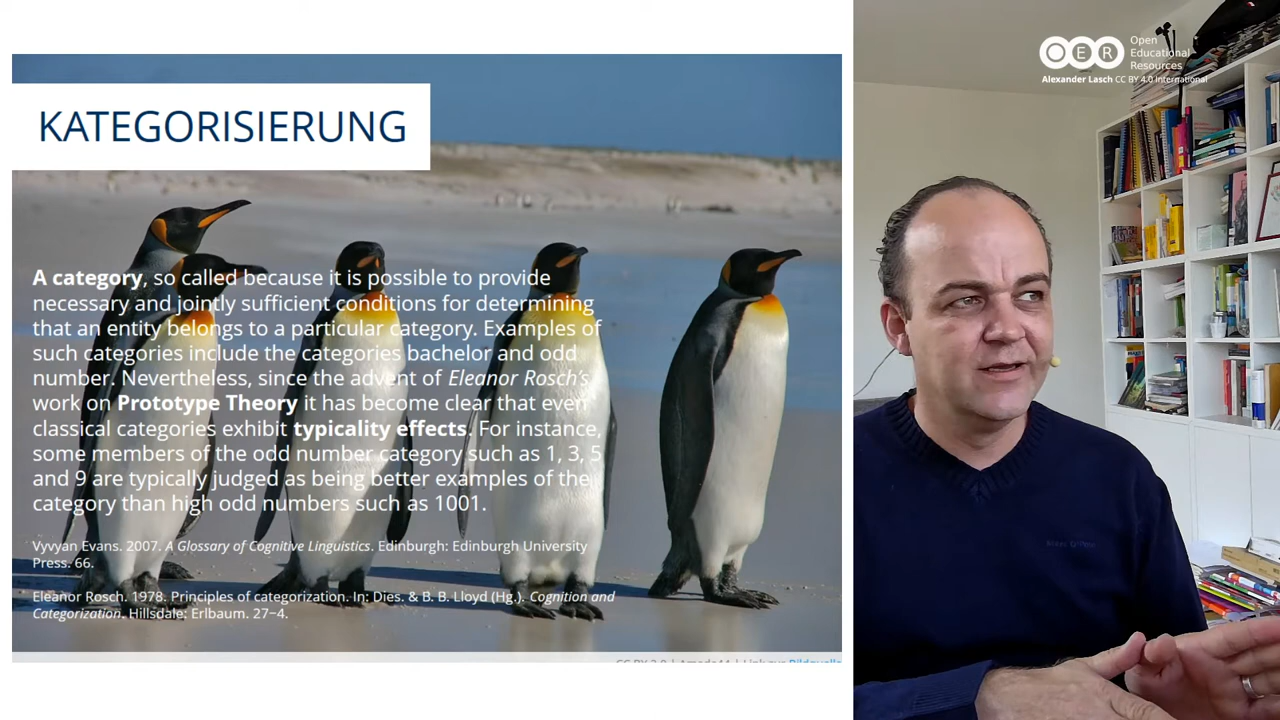 KATEGORISIERUNG
A category, so called because it is possible to provide
necessary and jointly sufficient conditions for determining
that an entity belongs to a particular category. Examples of
such categories include the categories bachelor and odd
number. Nevertheless, since the advent of Eleanor Rosch's
work on Prototype Theory it has become clear that even
classical categories exhibit typicality effects. For instance,
some members of the odd number category such as 1, 3, 5
and 9 are typically judged as being better examples of the
category than high odd numbers such as 1001.
Vyvyan Evans. 2007. A Glossary of Cognitive Linguistics. Edinburgh: Edinburgh University
Press. 66.
Eleanor Rosch. 1978. Principles of categorization. In: Dies. & B. B. Lloyd (Hg.). Cognition and
Categorization. Hillsdale: Erlbaum. 27–4.
OER
Open
Educational
Resources
Alexander Lasch CC BY 4.0 International